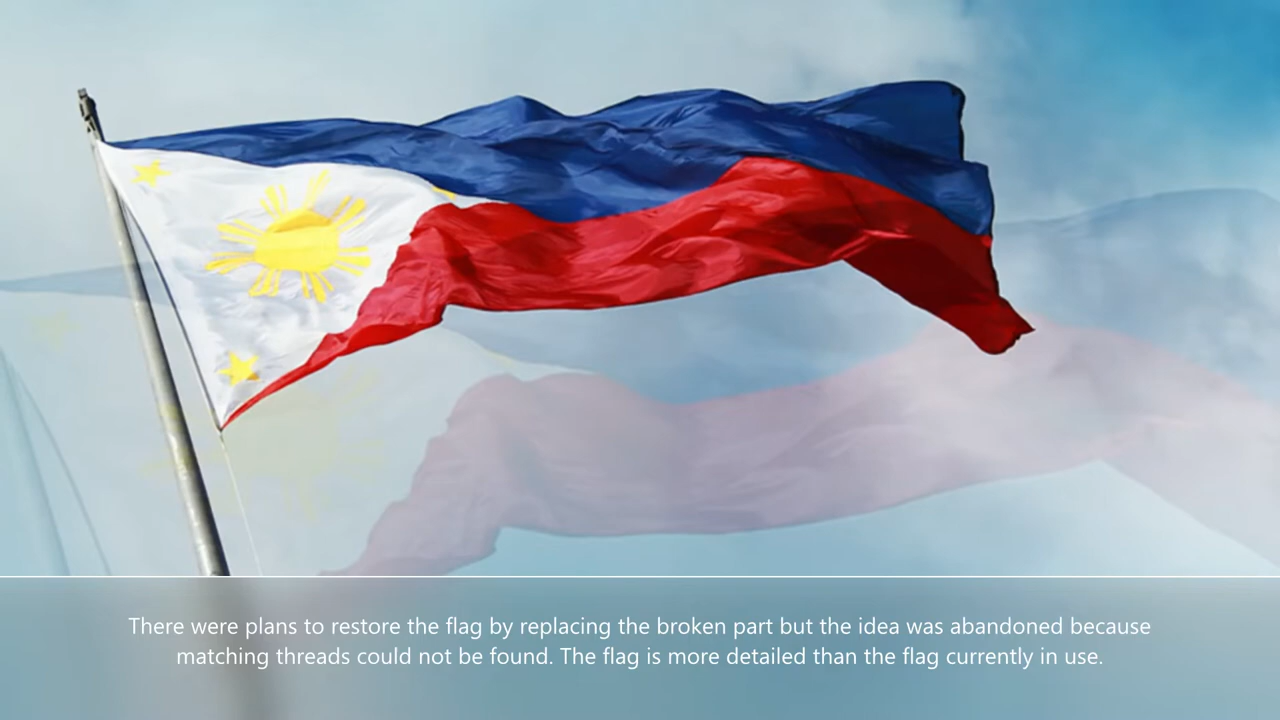 There were plans to restore the flag by replacing the broken part but the idea was abandoned because
matching threads could not be found. The flag is more detailed than the flag currently in use.